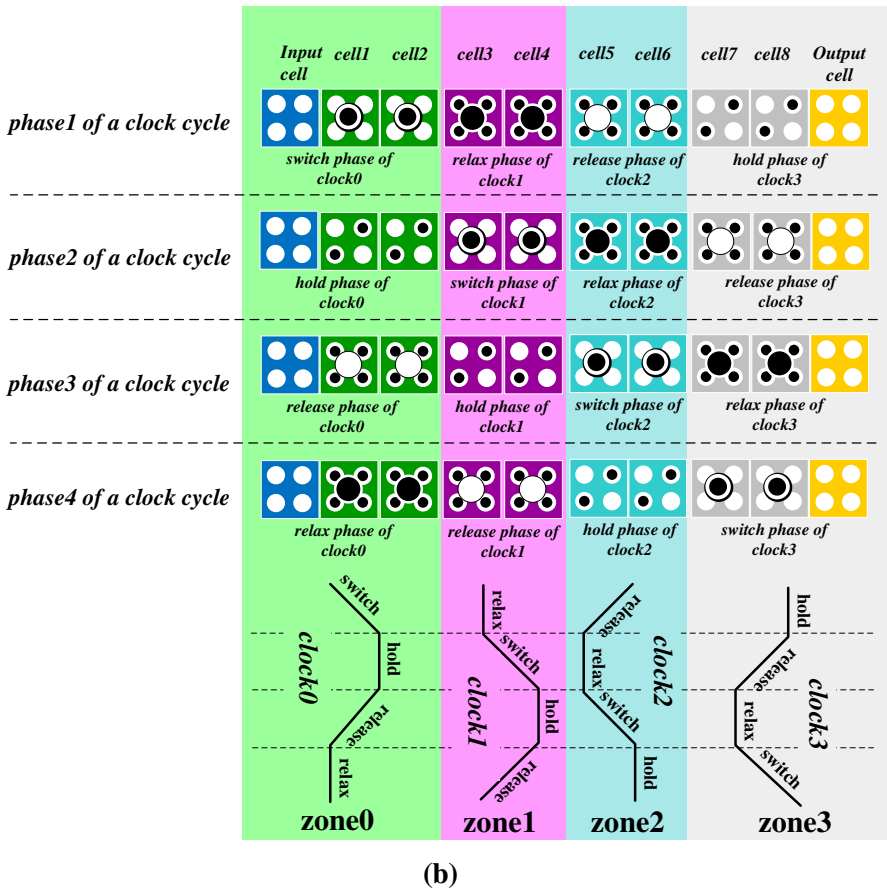 Input cell1 cell2 cell3 cell4 cell5 cell6 cell7 cell8 Output
cell cell
phase1 of a clock cycle
switch phase of relax phase of release phase of hold phase of
clock0 clock1 clock2 clock3
phase2 of a clock cycle
hold phase of switch phase of relax phase of release phase of
clock0 clock1 clock2 clock3
phase3 of a clock cycle
release phase of hold phase of switch phase of relax phase of
clock0 clock1 clock2 clock3
phase4 of a clock cycle
relax phase of release phase of hold phase of switch phase of
clock0 clock1 clock2 clock3
switch
hold
release
relax
clock0
relax
switch
hold
release
clock1
release
relax
switch
hold
clock2
hold
release
relax
switch
clock3
zone0 zone1 zone2 zone3
(b)